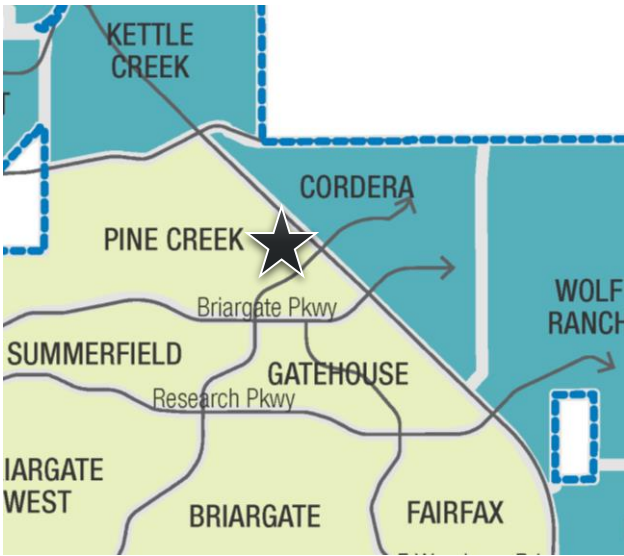 KETTLE
CREEK
T
CORDERA
PINE CREEK
WOLF
RANCH
Briargate Pkwy
SUMMERFIELD
GATEHOUSE
Research Pkwy
IARGATE
WEST
BRIARGATE
FAIRFAX